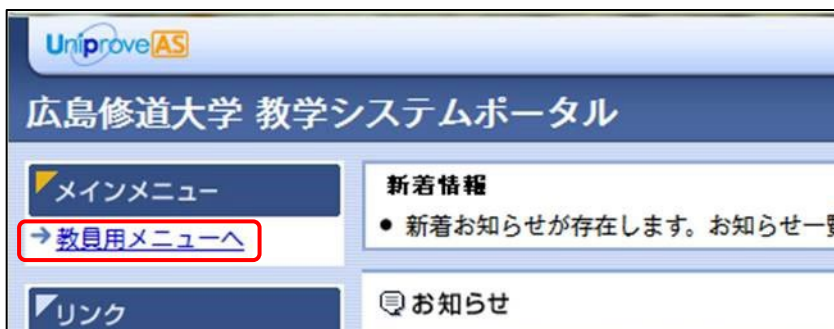 UniproveAS
広島修道大学 教学システムポータル
メインメニュー
教員用メニューへ
リンク
新着情報
● 新着お知らせが存在します。お知らせ一
お知らせ